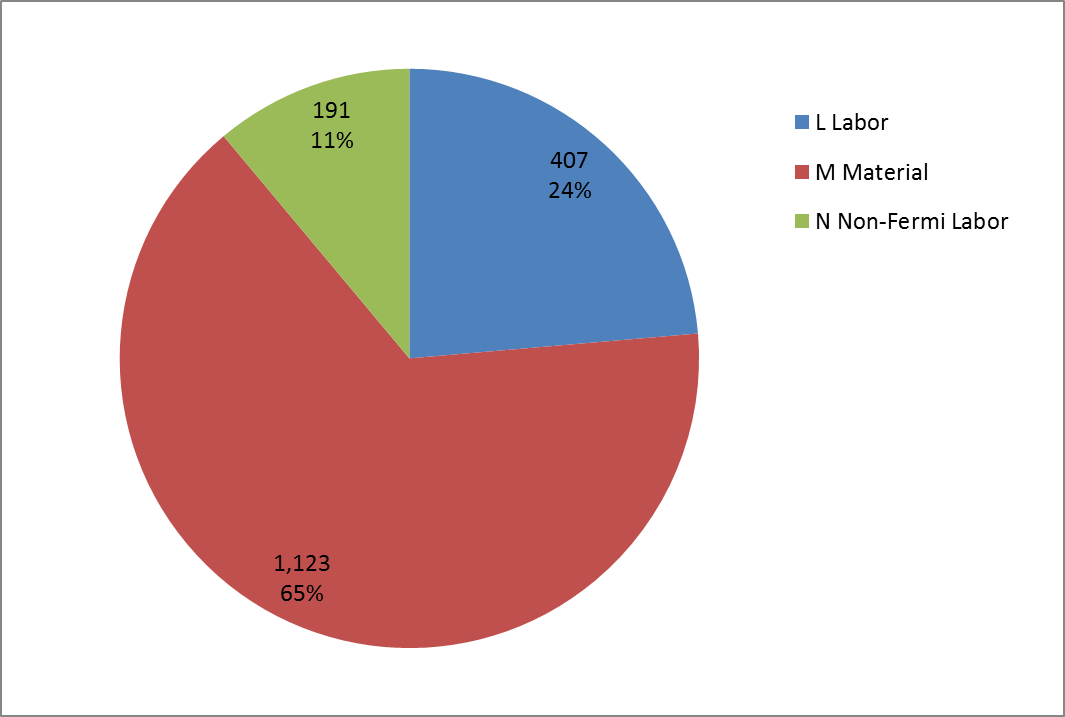 191
11%
407
24%
1,123
65%
L Labor
M Material
N Non-Fermi Labor